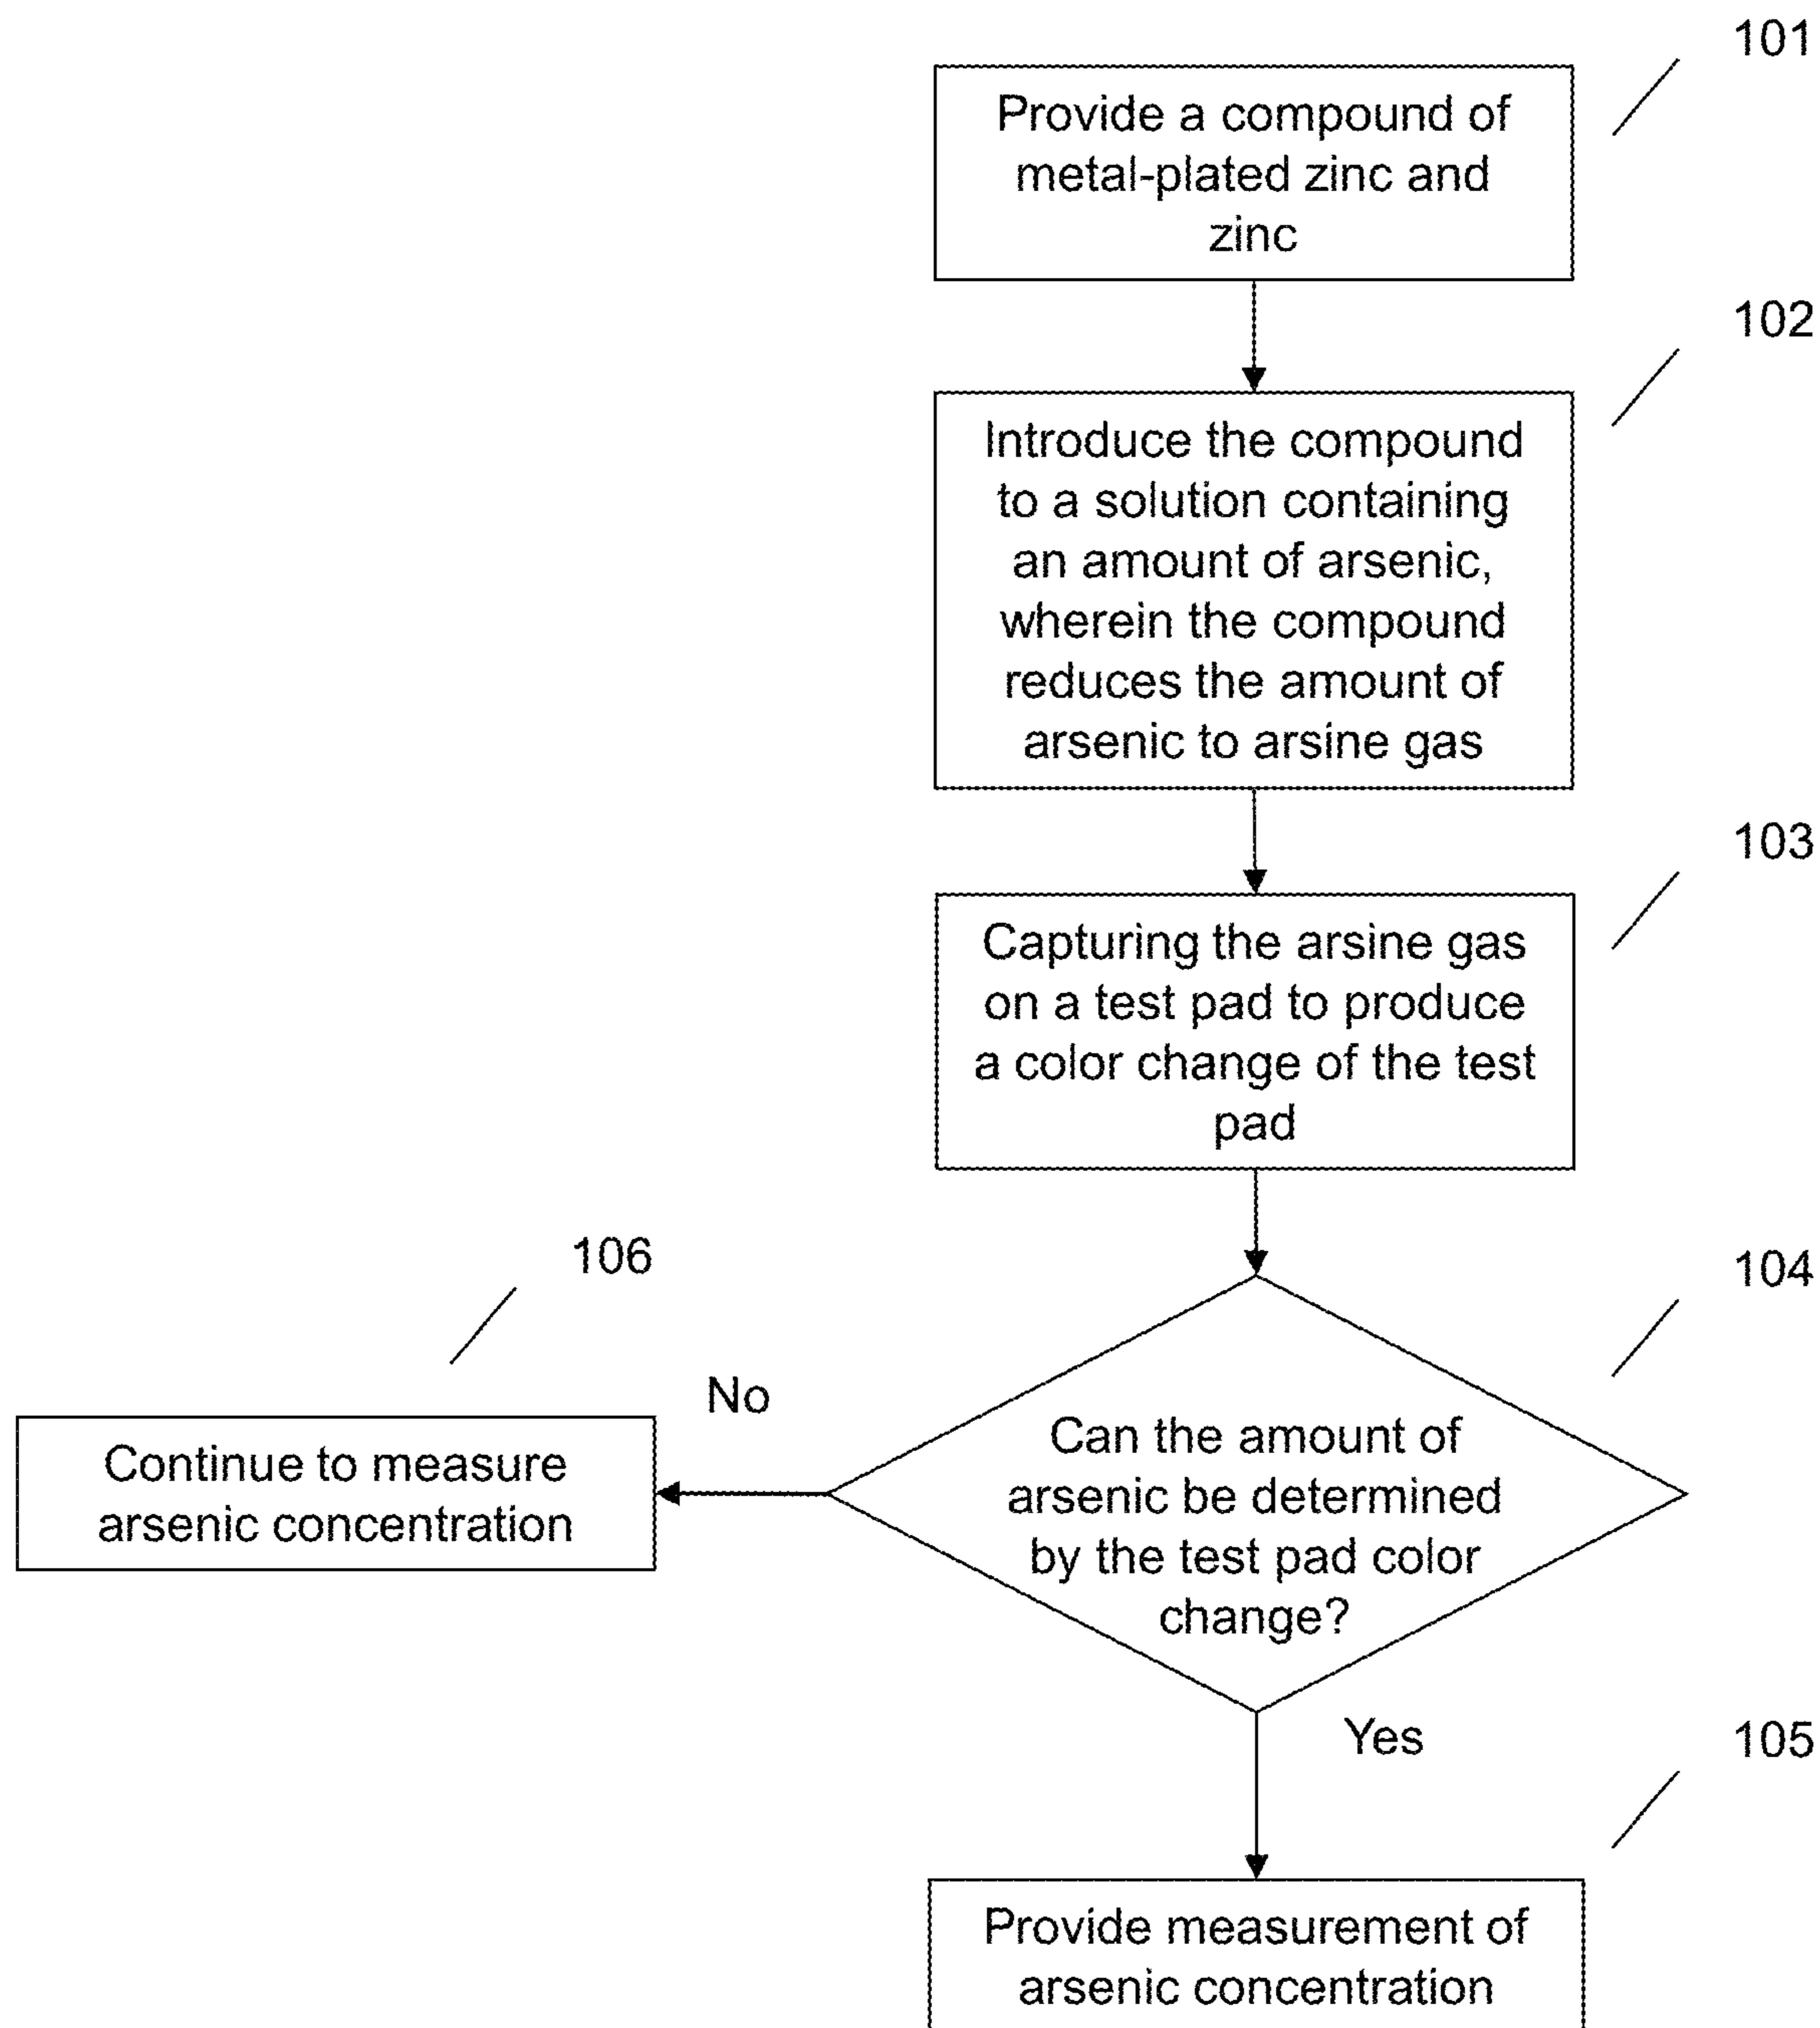 101
Provide a compound of
metal-plated zinc and
zinc
102
Introduce the compound
to a solution containing
an amount of arsenic,
wherein the compound
reduces the amount of
arsenic to arsine gas
103
Capturing the arsine gas
on a test pad to produce
a color change of the test
pad
104
Can the amount of
arsenic be determined
by the test pad color
change?
No
106
Continue to measure
arsenic concentration
Yes
105
Provide measurement of
arsenic concentration